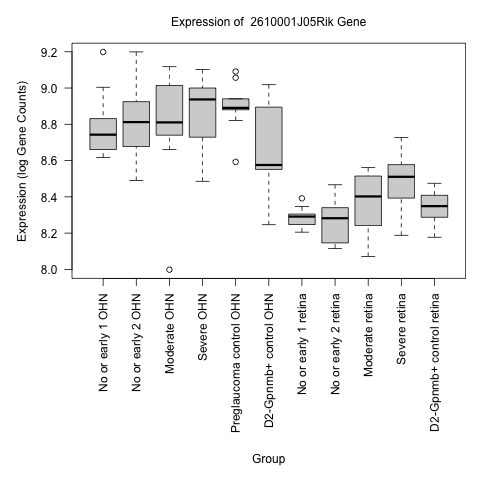 Expression of  2610001J05Rik Gene
Expression (log Gene Counts)
9.2
9.0
8.8
8.6
8.4
8.2
8.0
No or early 1 OHN
No or early 2 OHN
Moderate OHN
Severe OHN
Preglaucoma control OHN
D2-Gpnmb+ control OHN
No or early 1 retina
No or early 2 retina
Moderate retina
Severe retina
D2-Gpnmb+ control retina
Group